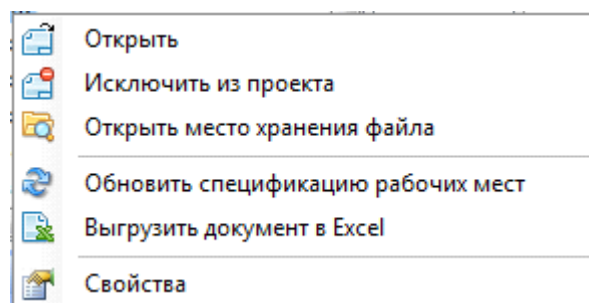 Открыть
Исключить из проекта
Открыть место хранения файла
Обновить спецификацию рабочих мест
Выгрузить документ в Excel
Свойства